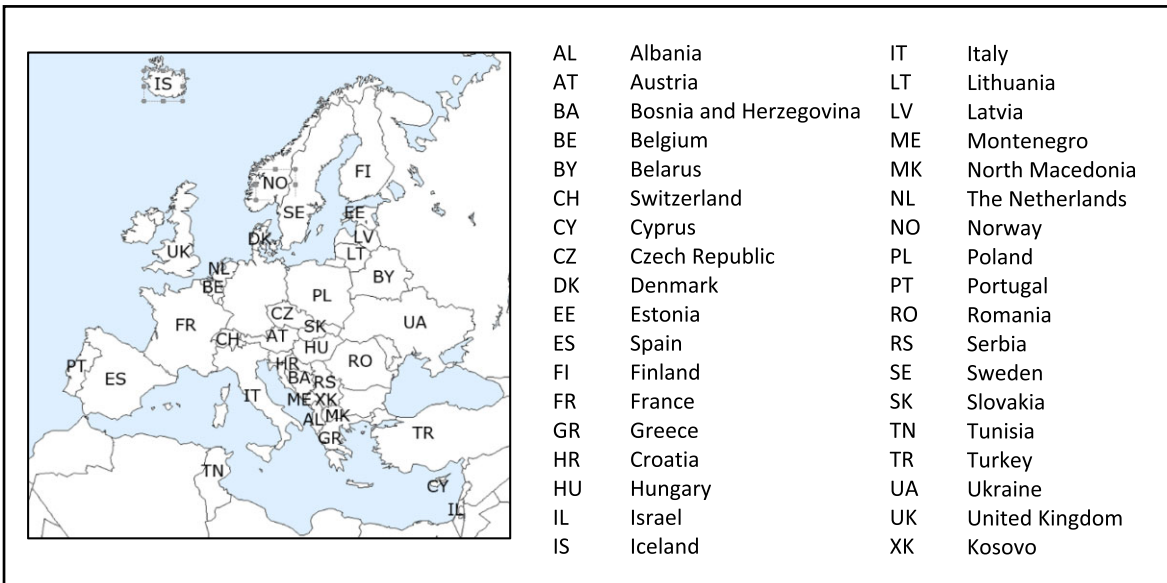 IS
NO
FI
SE
EE
DK
LV
LT
UK
NL
BY
BE
PL
CZ
UA
FR
SK
AT
CH
HU
RO
HR
PT
ES
BA
RS
IT
ME
XK
AL
MK
TR
GR
TN
CY
IL
AL Albania
AT Austria
BA Bosnia and Herzegovina
BE Belgium
BY Belarus
CH Switzerland
CY Cyprus
CZ Czech Republic
DK Denmark
EE Estonia
ES Spain
FI Finland
FR France
GR Greece
HR Croatia
HU Hungary
IL Israel
IS Iceland
IT Italy
LT Lithuania
LV Latvia
ME Montenegro
MK North Macedonia
NL The Netherlands
NO Norway
PL Poland
PT Portugal
RO Romania
RS Serbia
SE Sweden
SK Slovakia
TN Tunisia
TR Turkey
UA Ukraine
UK United Kingdom
XK Kosovo